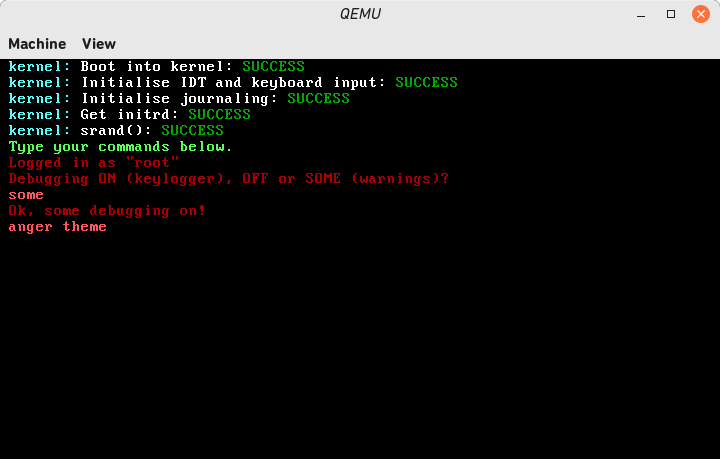 QEMU
Machine View
kernel: Boot into kernel: SUCCESS
kernel: Initialise IDT and keyboard input: SUCCESS
kernel: Initialise journaling: SUCCESS
kernel: Get initrd: SUCCESS
kernel: srand(): SUCCESS
Type your commands below.
Logged in as "root"
Debugging ON (keylogger), OFF or SOME (warnings)?
some
Ok, some debugging on!
anger theme